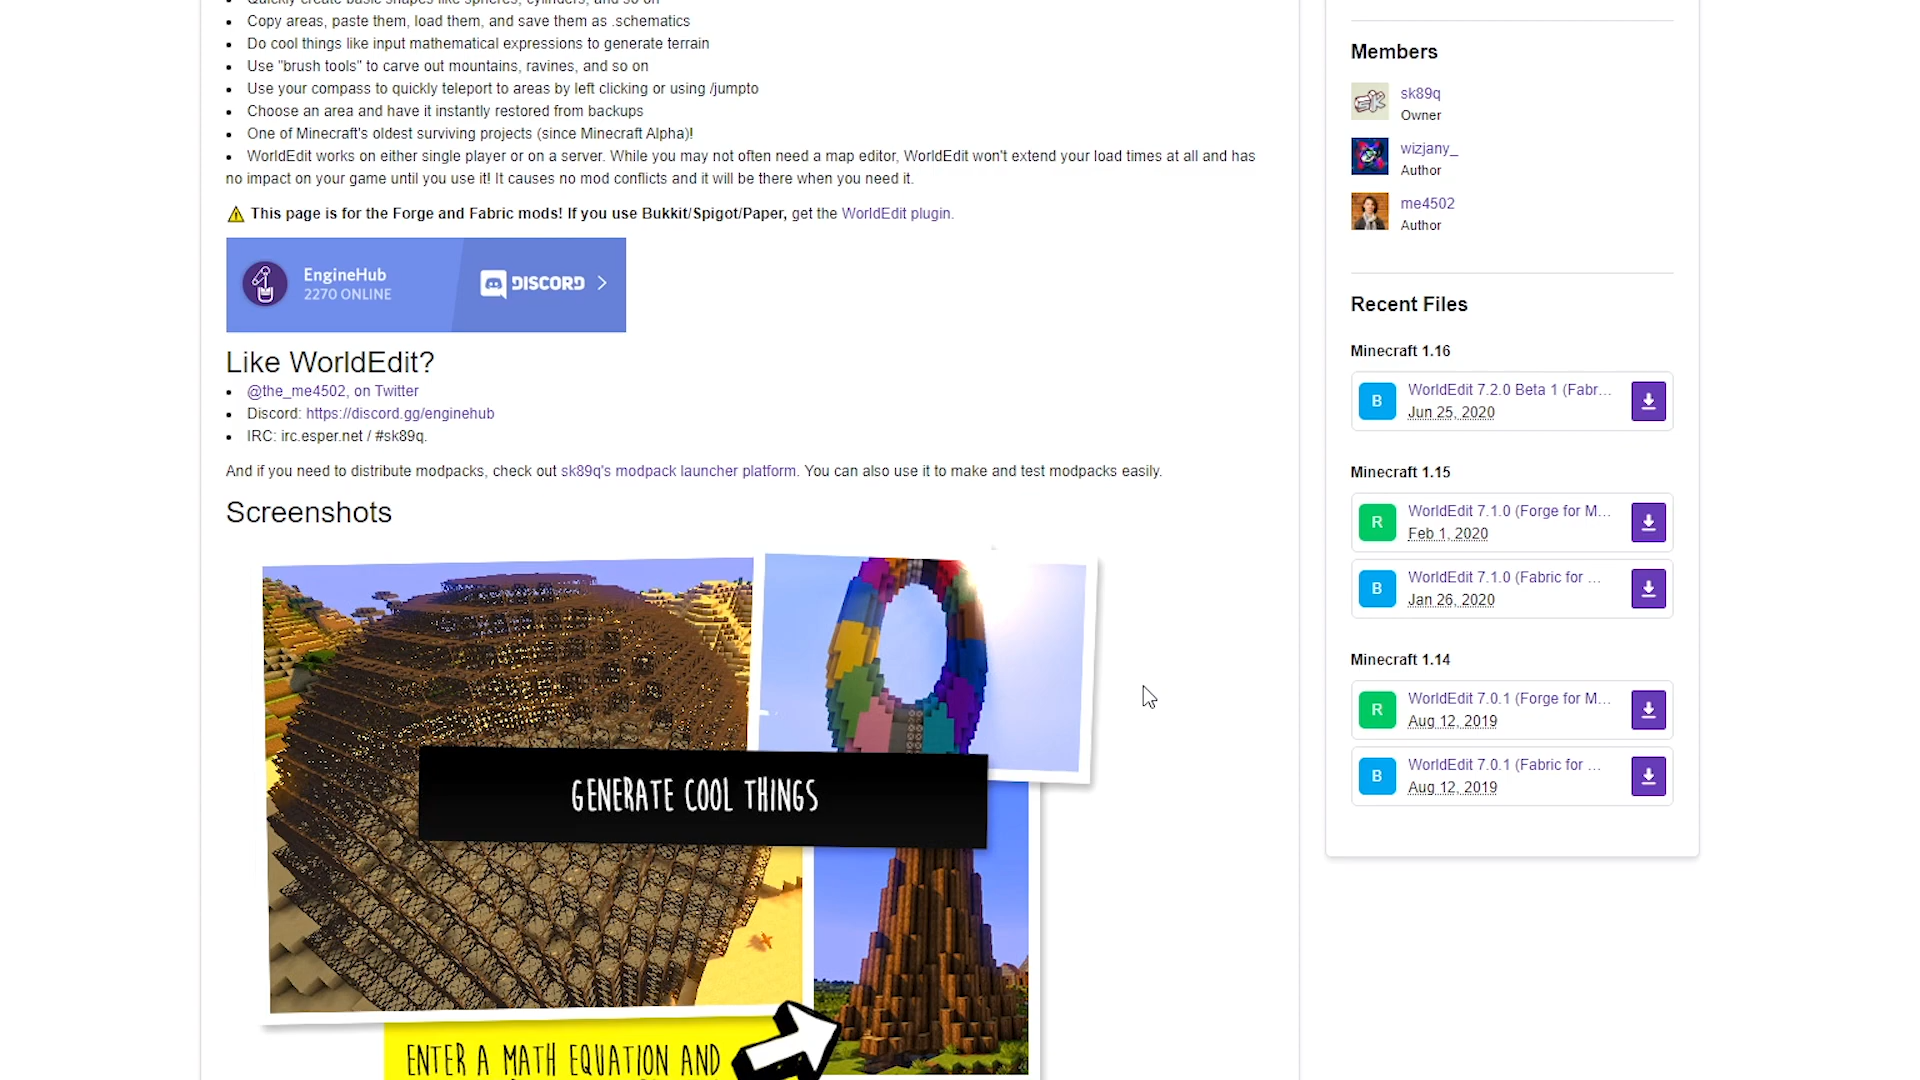 Quickly create basic shapes like spheres, cylinders, and so on
Copy areas, paste them, load them, and save them as .schematics
Do cool things like input mathematical expressions to generate terrain
Use "brush tools" to carve out mountains, ravines, and so on
Use your compass to quickly teleport to areas by left clicking or using /jumpto
Choose an area and have it instantly restored from backups
One of Minecraft's oldest surviving projects (since Minecraft Alpha)!
WorldEdit works on either single player or on a server. While you may not often need a map editor, WorldEdit won't extend your load times at all and has
no impact on your game until you use it! It causes no mod conflicts and it will be there when you need it.
This page is for the Forge and Fabric mods! If you use Bukkit/Spigot/Paper, get the WorldEdit plugin.
EngineHub
2270 ONLINE
DISCORD
Like WorldEdit?
@the_me4502, on Twitter
Discord: https://discord.gg/enginehub
IRC: irc.esper.net / #sk89q.
And if you need to distribute modpacks, check out sk89q's modpack launcher platform. You can also use it to make and test modpacks easily.
Screenshots
GENERATE COOL THINGS
ENTER A MATH EQUATION AND
Members
sk89q
Owner
wizjany_
Author
me4502
Author
Recent Files
Minecraft 1.16
B
WorldEdit 7.2.0 Beta 1 (Fabr...
Jun 25, 2020
Minecraft 1.15
R
WorldEdit 7.1.0 (Forge for M...
Feb 1, 2020
B
WorldEdit 7.1.0 (Fabric for ...
Jan 26, 2020
Minecraft 1.14
R
WorldEdit 7.0.1 (Forge for M...
Aug 12, 2019
B
WorldEdit 7.0.1 (Fabric for ...
Aug 12, 2019